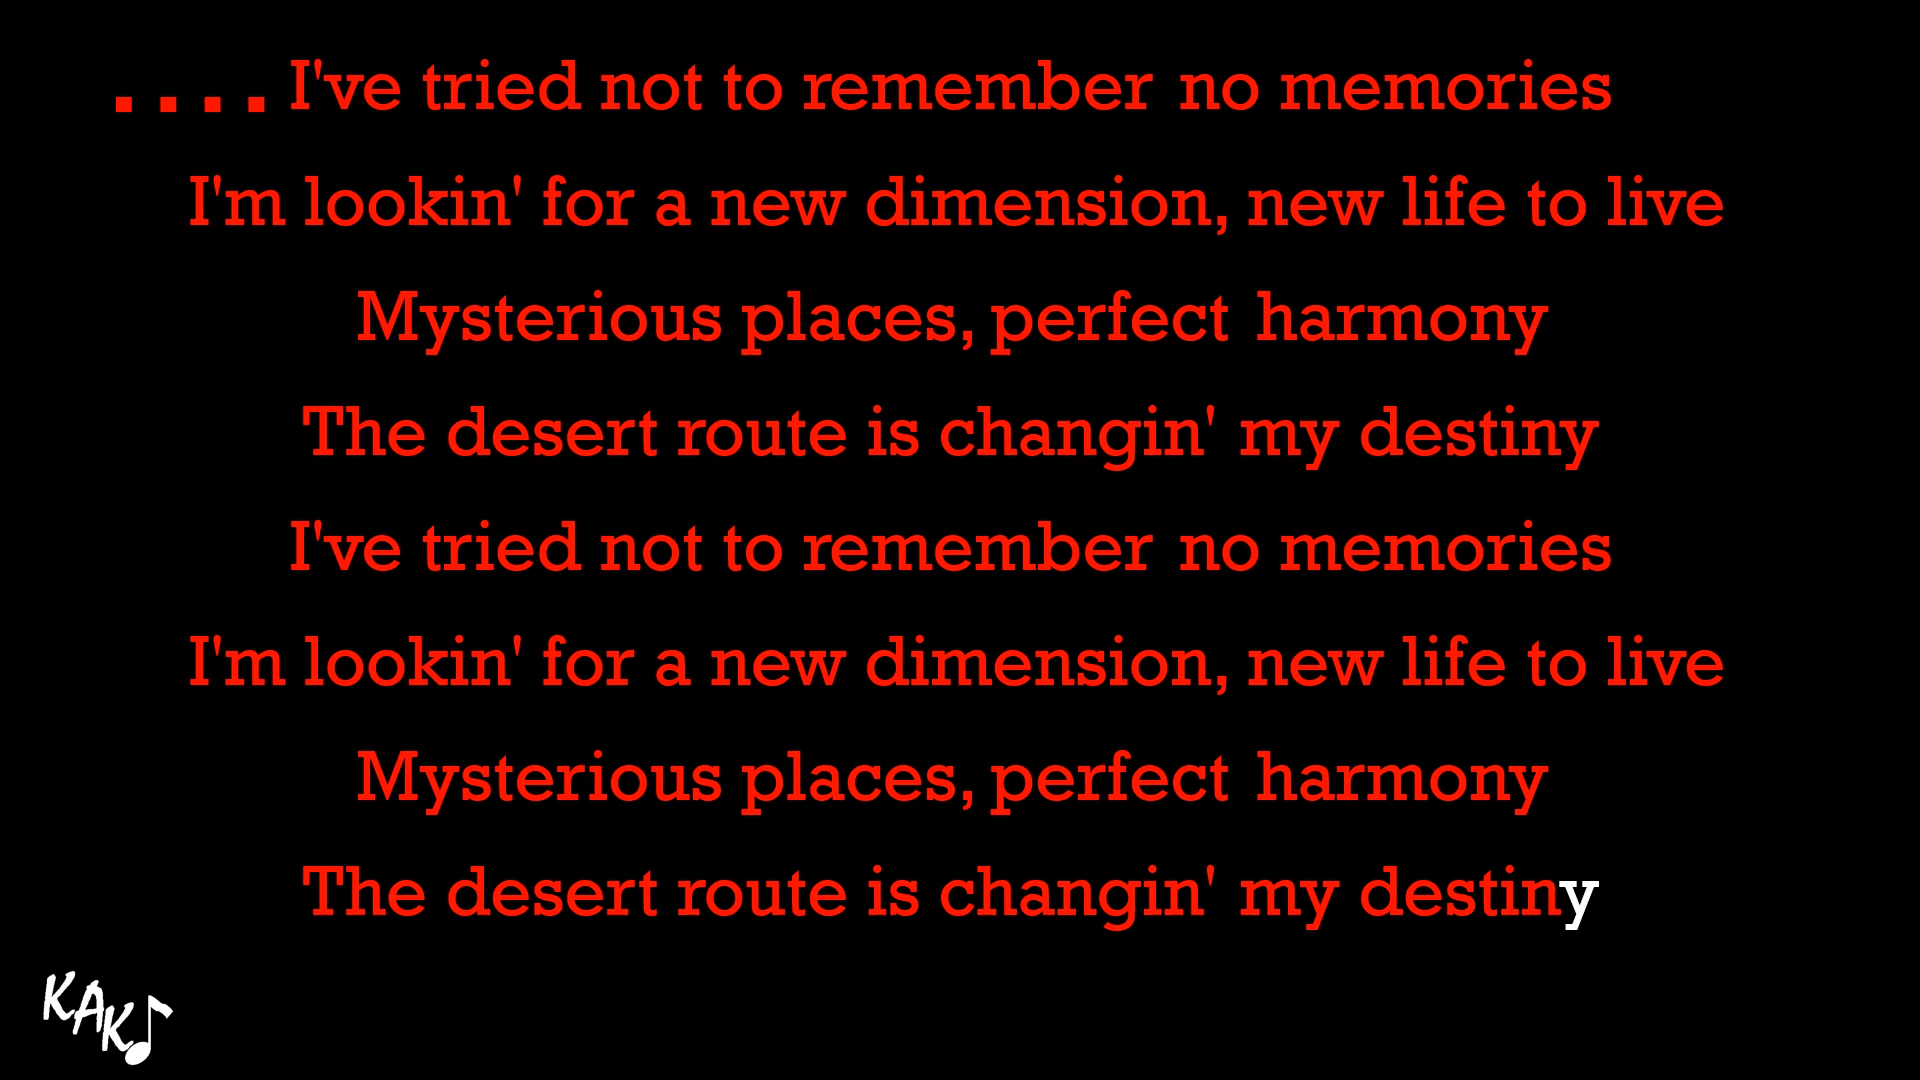 ....I've tried not to remember no memories
I'm lookin' for a new dimension, new life to live
Mysterious places, perfect harmony
The desert route is changin' my destiny
I've tried not to remember no memories
I'm lookin' for a new dimension, new life to live
Mysterious places, perfect harmony
The desert route is changin' my destiny
KAK